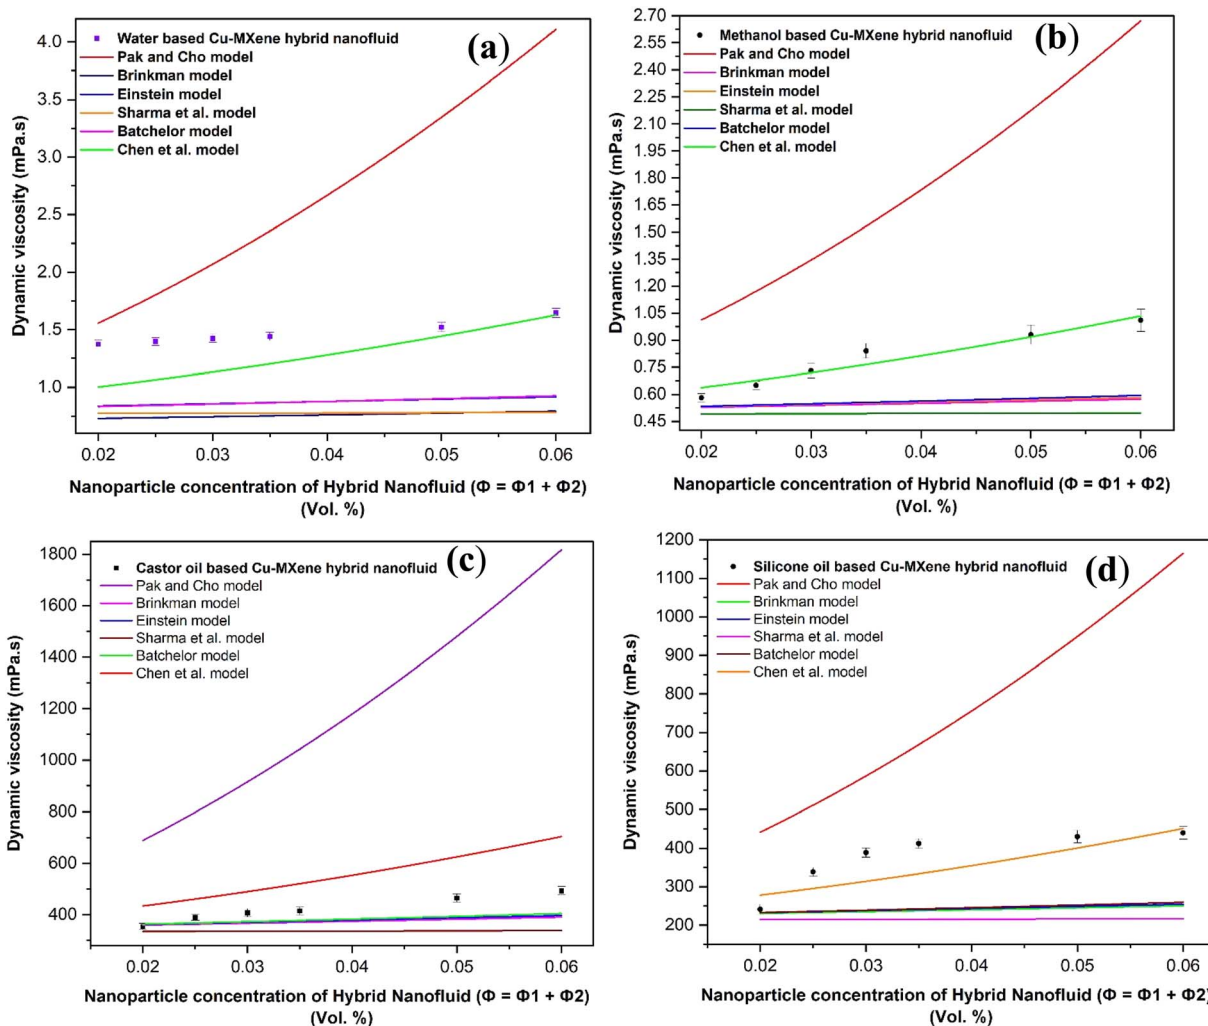 (a)
Water based Cu-MXene hybrid nanofluid
Pak and Cho model
Brinkman model
Einstein model
Sharma et al. model
Batchelor model
Chen et al. model
Dynamic viscosity (mPa.s)
4.0
3.5
3.0
2.5
2.0
1.5
1.0
0.02
0.03
0.04
0.05
0.06
Nanoparticle concentration of Hybrid Nanofluid (Φ = Φ1 + Φ2)
(Vol. %)
(b)
Methanol based Cu-MXene hybrid nanofluid
Pak and Cho model
Brinkman model
Einstein model
Sharma et al. model
Batchelor model
Chen et al. model
Dynamic viscosity (mPa.s)
2.70
2.55
2.40
2.25
2.10
1.95
1.80
1.65
1.50
1.35
1.20
1.05
0.90
0.75
0.60
0.45
0.02
0.03
0.04
0.05
0.06
Nanoparticle concentration of Hybrid Nanofluid (Φ = Φ1 + Φ2)
(Vol. %)
(c)
Castor oil based Cu-MXene hybrid nanofluid
Pak and Cho model
Brinkman model
Einstein model
Sharma et al. model
Batchelor model
Chen et al. model
Dynamic viscosity (mPa.s)
1800
1600
1400
1200
1000
800
600
400
0.02
0.03
0.04
0.05
0.06
Nanoparticle concentration of Hybrid Nanofluid (Φ = Φ1 + Φ2)
(Vol. %)
(d)
Silicone oil based Cu-MXene hybrid nanofluid
Pak and Cho model
Brinkman model
Einstein model
Sharma et al. model
Batchelor model
Chen et al. model
Dynamic viscosity (mPa.s)
1200
1100
1000
900
800
700
600
500
400
300
200
0.02
0.03
0.04
0.05
0.06
Nanoparticle concentration of Hybrid Nanofluid (Φ = Φ1 + Φ2)
(Vol. %)